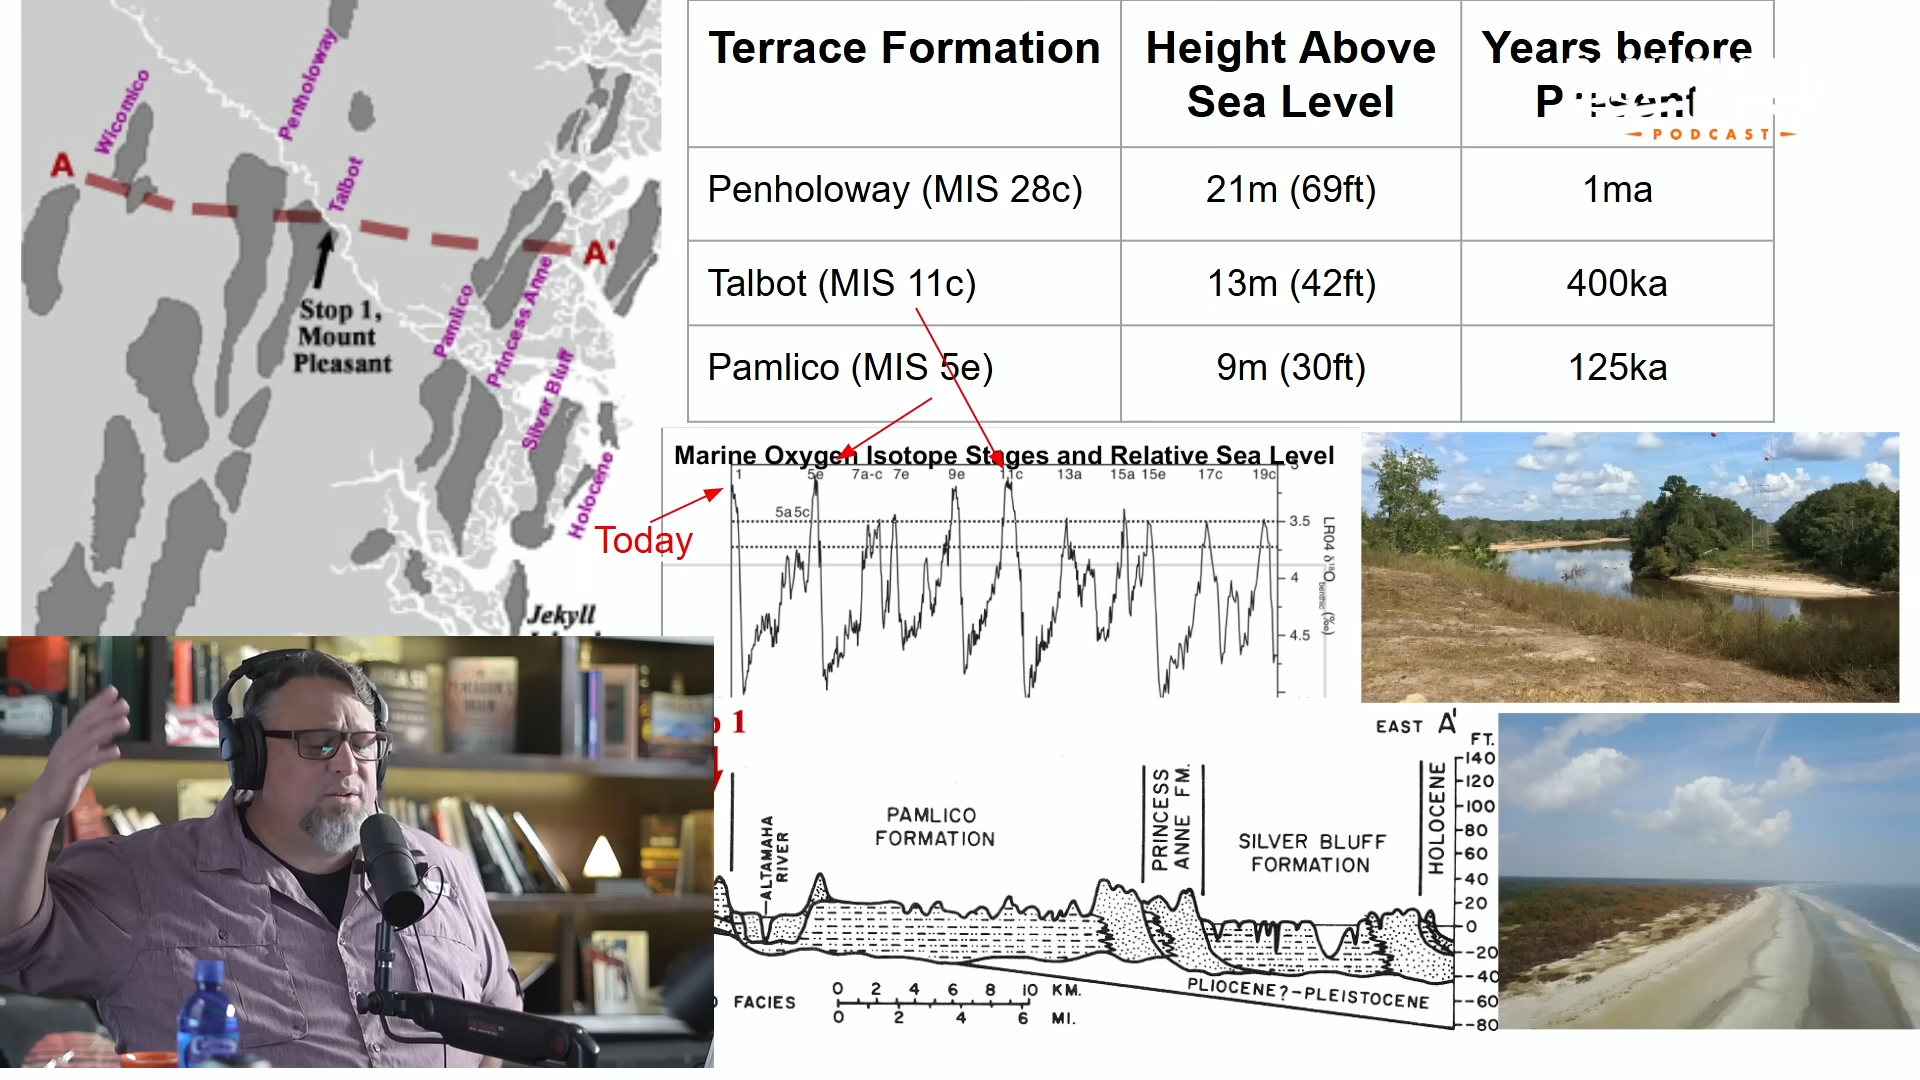 Wicomico
Penholoway
Talbot
A
A'
Stop 1,
Mount
Pleasant
Pamlico
Princess Anne
Silver Bluff
Holocene
Jekyll
Terrace Formation
Height Above
Sea Level
Years before
Present
PODCAST
Penholoway (MIS 28c)
21m (69ft)
1ma
Talbot (MIS 11c)
13m (42ft)
400ka
Pamlico (MIS 5e)
9m (30ft)
125ka
Marine Oxygen Isotope Stages and Relative Sea Level
1 5e 7a-c 7e 9e 11c 13a 15a 15e 17c 19c
5a 5c
3.5
4
4.5
LR04 δ18O benthic (‰)
Today
1
EAST A'
FT.
140
120
100
80
60
40
20
0
-20
-40
-60
-80
ALTAMAHA
RIVER
PAMLICO
FORMATION
PRINCESS
ANNE FM.
SILVER BLUFF
FORMATION
HOLOCENE
PLIOCENE?-PLEISTOCENE
FACIES
0 2 4 6 8 10 KM.
0 2 4 6 MI.